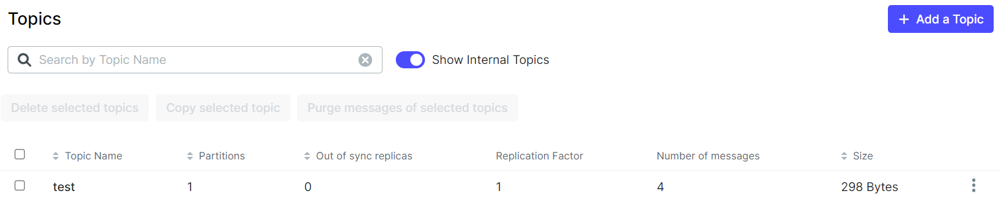 Topics
+ Add a Topic
Search by Topic Name
Show Internal Topics
Delete selected topics Copy selected topic Purge messages of selected topics
Topic Name Partitions Out of sync replicas Replication Factor Number of messages Size
test 1 0 1 4 298 Bytes